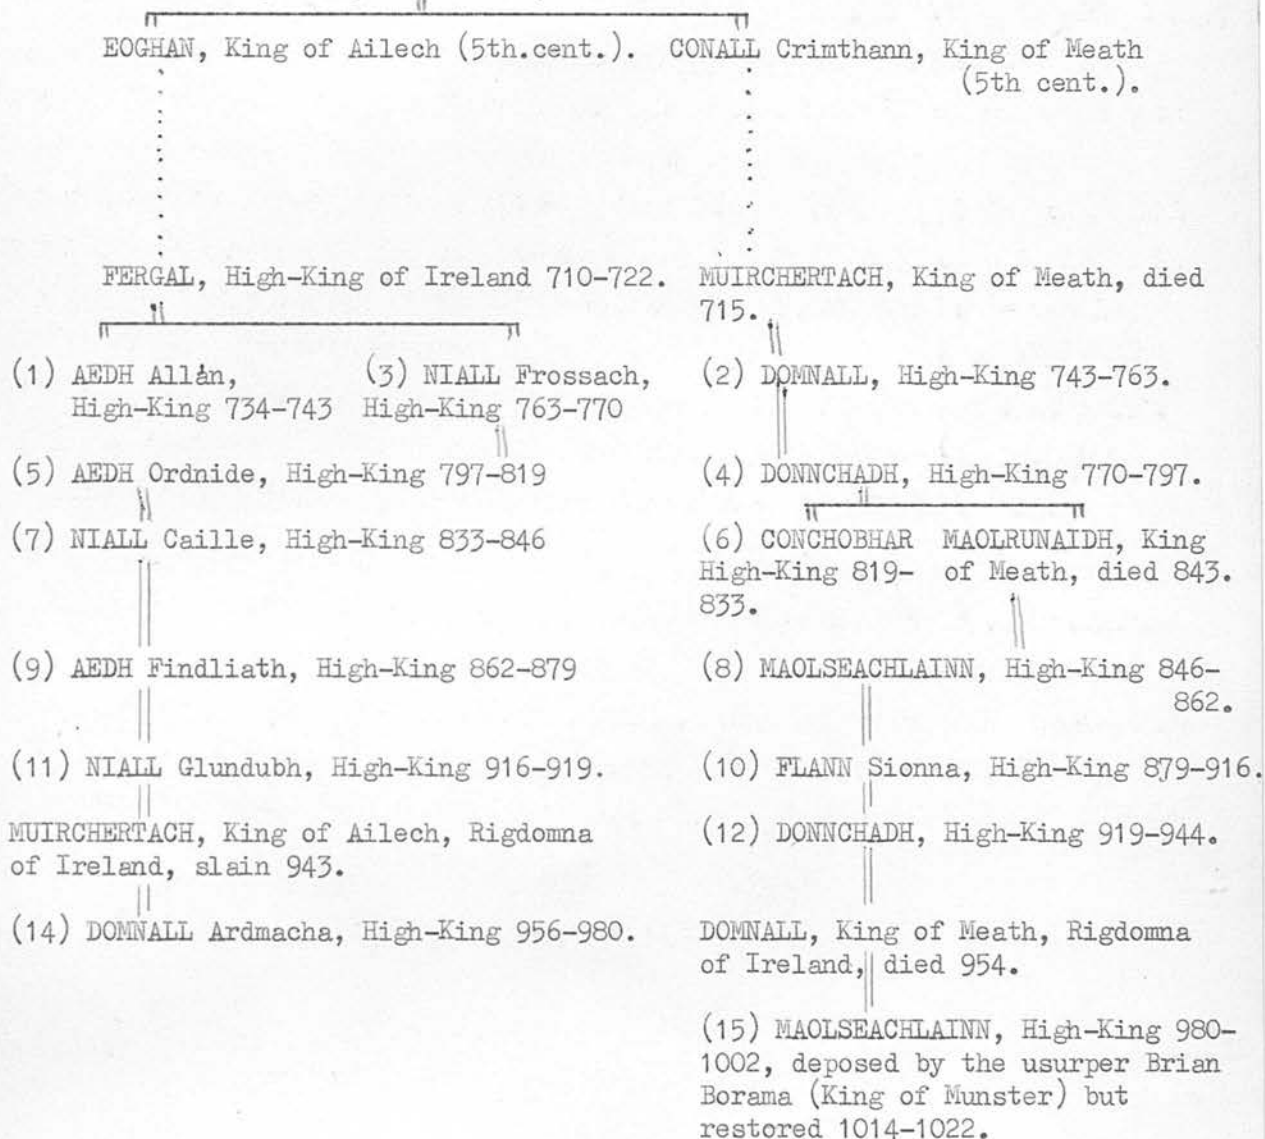 EOGHAN, King of Ailech (5th.cent.). CONALL Crimthann, King of Meath
(5th cent.).
FERGAL, High-King of Ireland 710-722. MUIRCHERTACH, King of Meath, died
715.
(1) AEDH Allán, (3) NIALL Frossach, (2) DOMNALL, High-King 743-763.
High-King 734-743 High-King 763-770
(5) AEDH Ordnide, High-King 797-819 (4) DONNCHADH, High-King 770-797.
(7) NIALL Caille, High-King 833-846 (6) CONCHOBHAR MAOLRUNAIDH, King
High-King 819- of Meath, died 843.
833.
(9) AEDH Findliath, High-King 862-879 (8) MAOLSEACHLAINN, High-King 846-
862.
(11) NIALL Glundubh, High-King 916-919. (10) FLANN Sionna, High-King 879-916.
MUIRCHERTACH, King of Ailech, Rigdomna (12) DONNCHADH, High-King 919-944.
of Ireland, slain 943.
(14) DOMNALL Ardmacha, High-King 956-980. DOMNALL, King of Meath, Rigdomna
of Ireland, died 954.
(15) MAOLSEACHLAINN, High-King 980-
1002, deposed by the usurper Brian
Borama (King of Munster) but
restored 1014-1022.